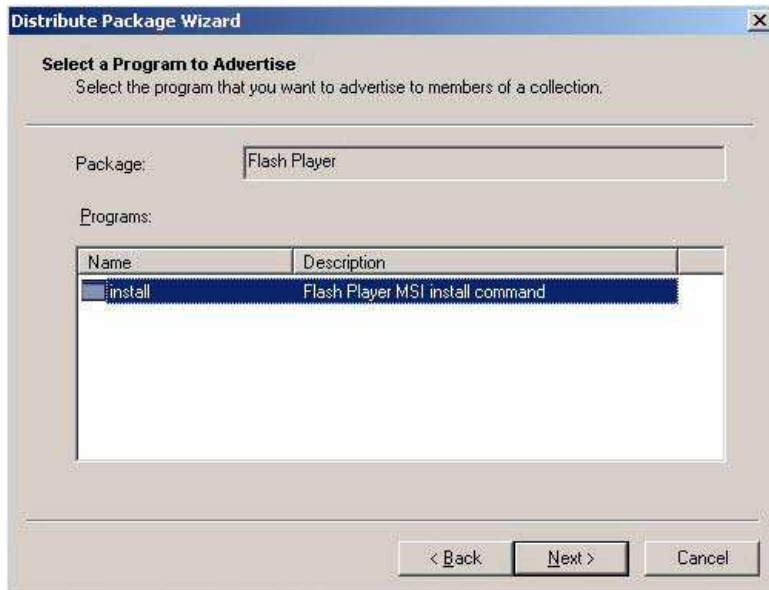 Distribute Package Wizard
Select a Program to Advertise
Select the program that you want to advertise to members of a collection.
Package: Flash Player
Programs:
Name Description
install Flash Player MSI install command
< Back Next > Cancel